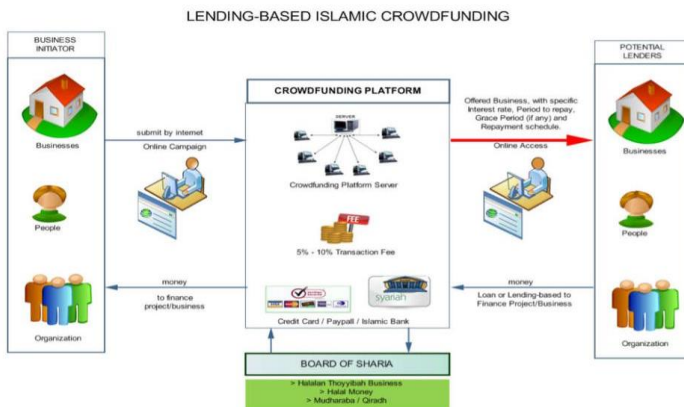 LENDING-BASED ISLAMIC CROWDFUNDING
BUSINESS
INITIATOR
Businesses
People
Organization
submit by internet
Online Campaign
money
to finance
project/business
CROWDFUNDING PLATFORM
SERVER
Crowdfunding Platform Server
FEE
5% - 10% Transaction Fee
syariah
Credit Card / Paypall / Islamic Bank
BOARD OF SHARIA
> Halalan Thoyyibah Business
> Halal Money
> Mudharaba / Qiradh
Offered Business, with specific
Interest rate, Period to repay,
Grace Period (if any) and
Repayment schedule.
Online Access
money
Loan or Lending-based to
Finance Project/Business
POTENTIAL
LENDERS
Businesses
People
Organization